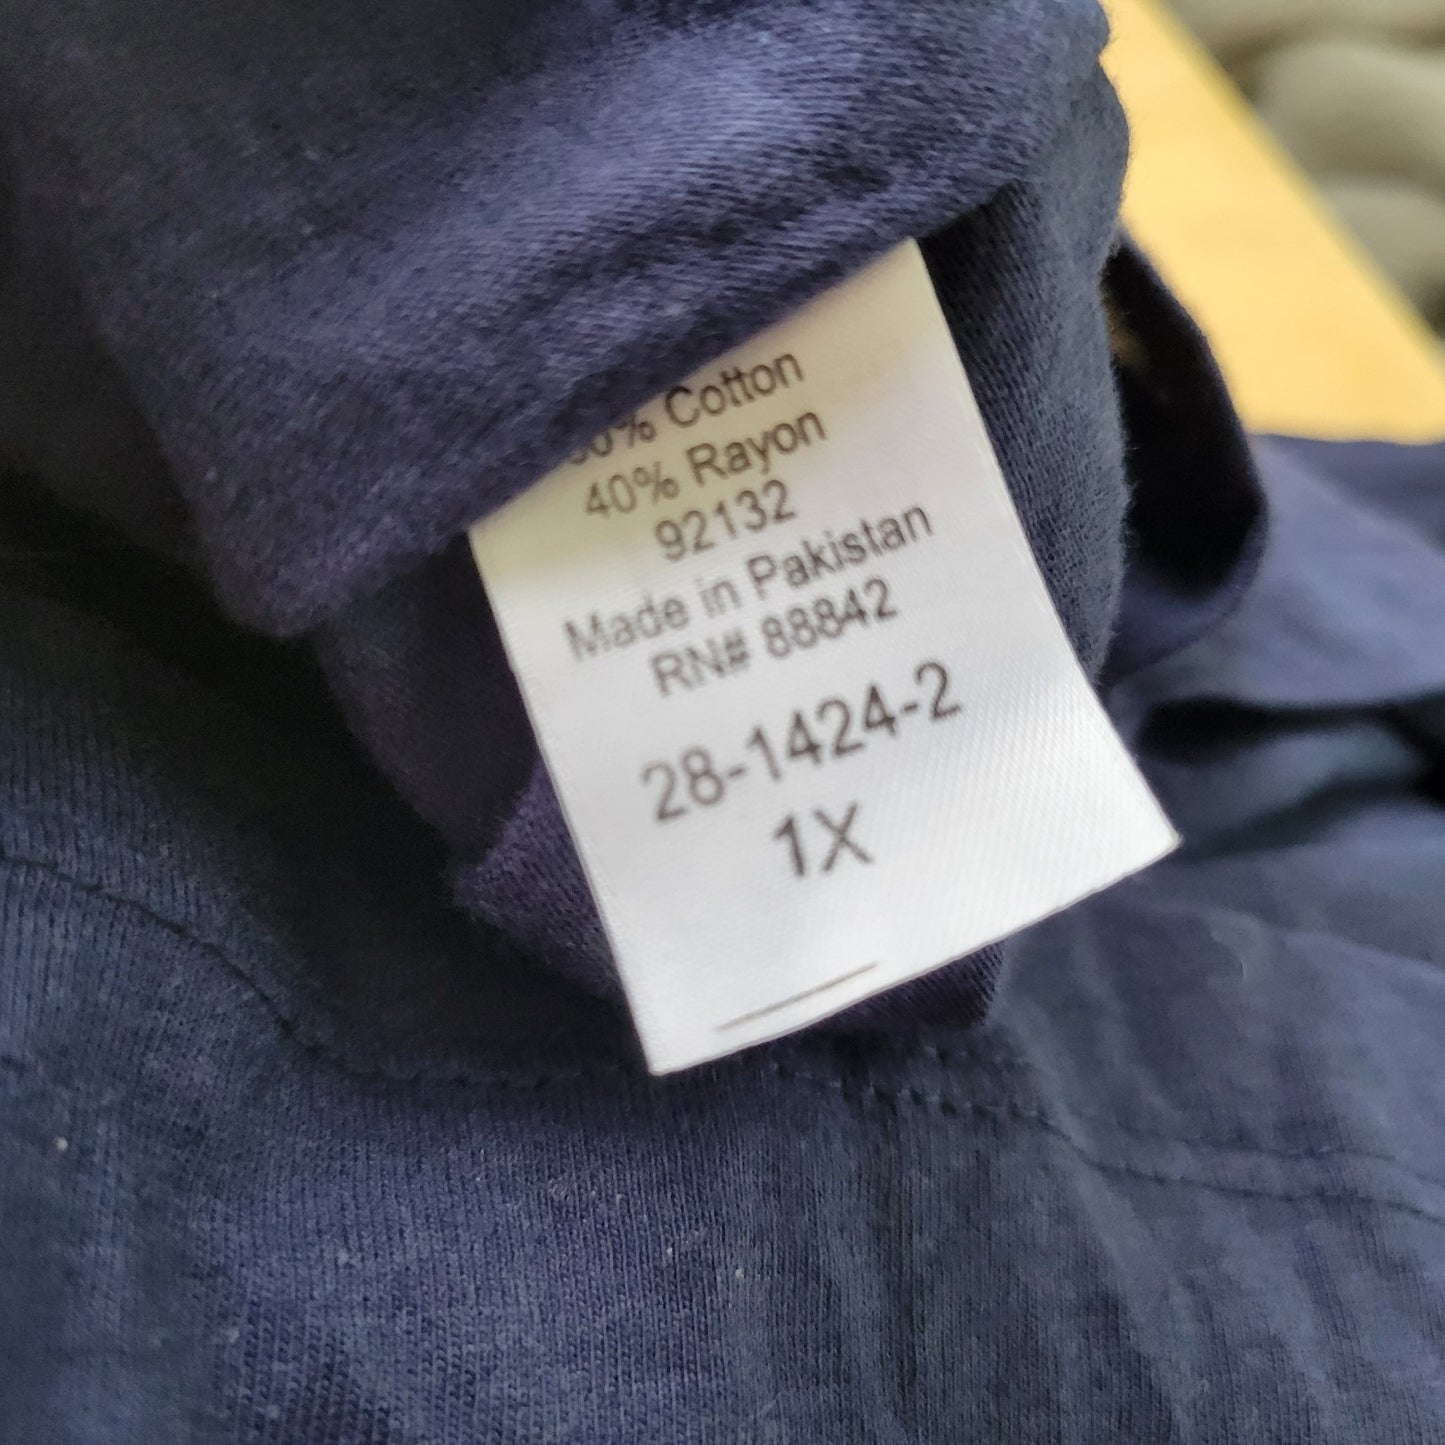 % Cotton
40% Rayon
92132
Made in Pakistan
RN# 88842
28-1424-2
1X